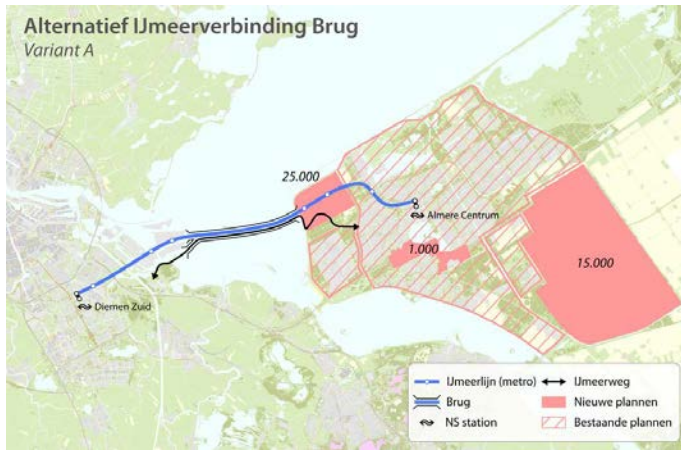 Alternatief IJmeerverbinding Brug
Variant A
25.000
Almere Centrum
1.000
15.000
Diemen Zuid
IJmeerlijn (metro)
IJmeerweg
Brug
Nieuwe plannen
NS station
Bestaande plannen